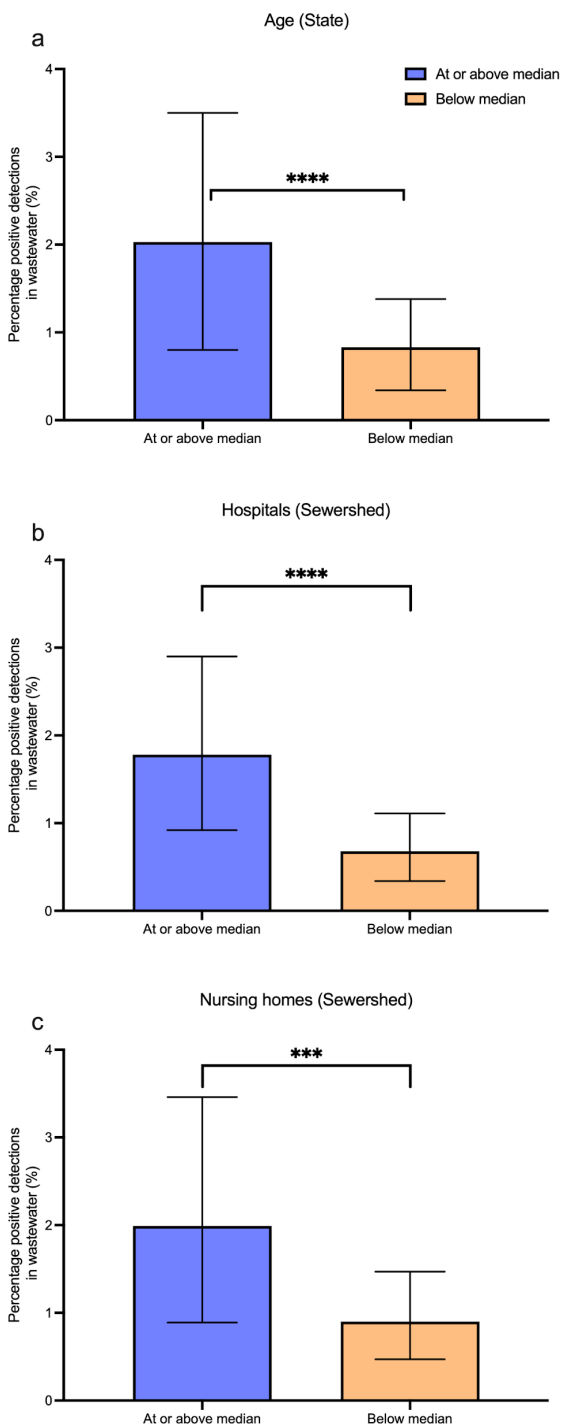 Age (State)
a
At or above median
Below median
Percentage positive detections
in wastewater (%)
4
3
2
1
0
****
At or above median
Below median
Hospitals (Sewershed)
b
Percentage positive detections
in wastewater (%)
4
3
2
1
0
****
At or above median
Below median
Nursing homes (Sewershed)
c
Percentage positive detections
in wastewater (%)
4
3
2
1
0
***
At or above median
Below median